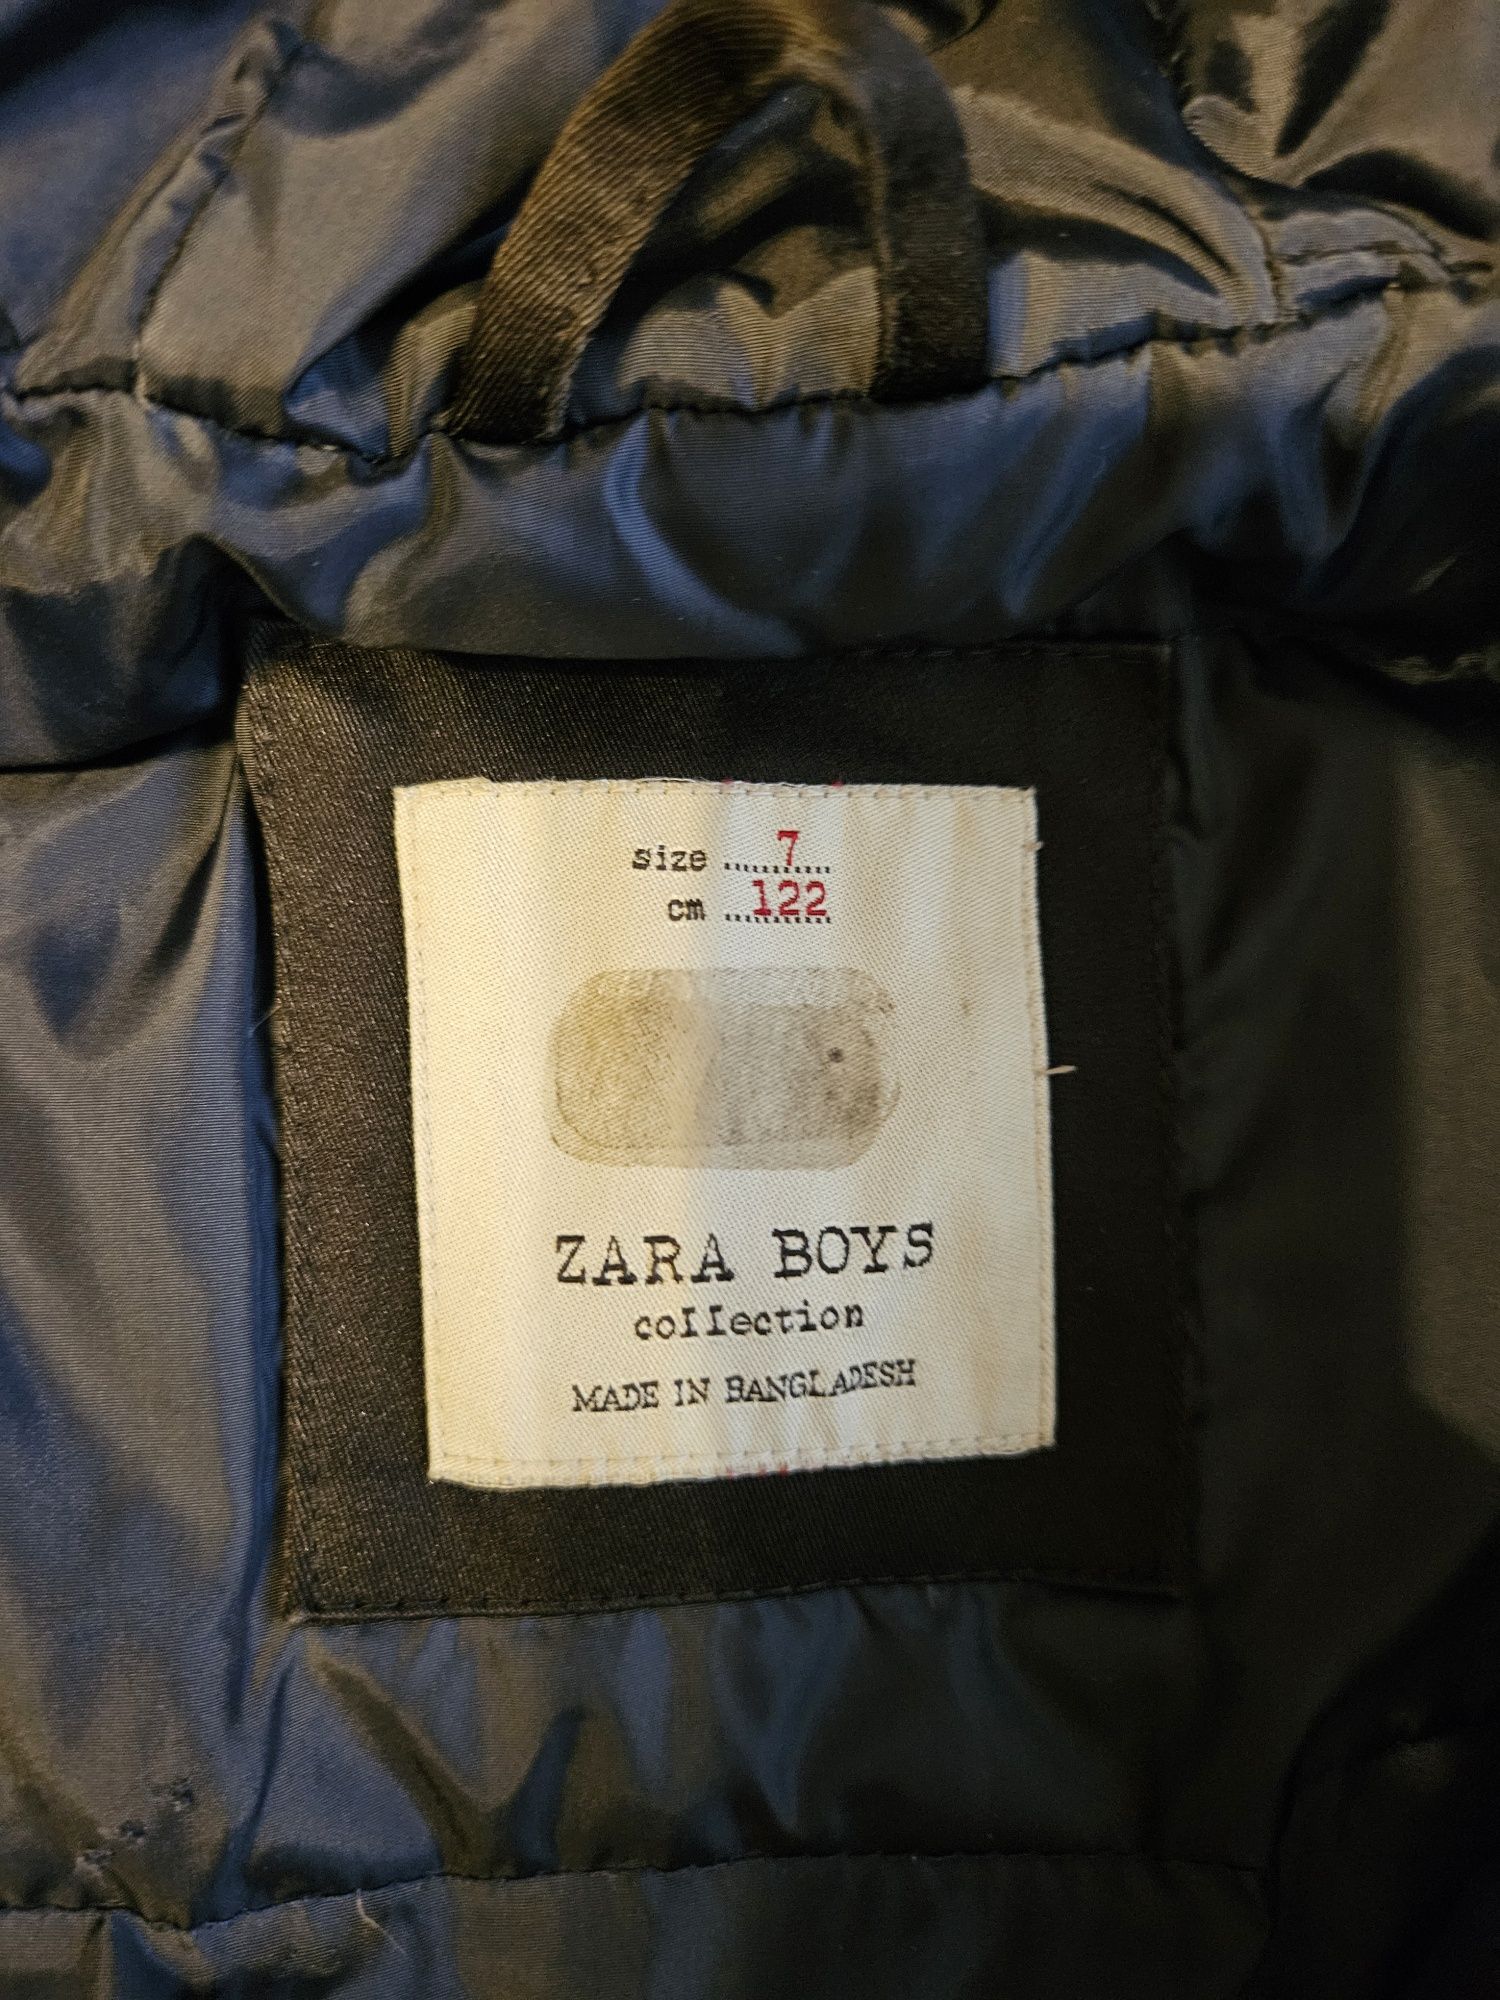 size ....7....
cm ....122
ZARA BOYS
collection
MADE IN BANGLADESH